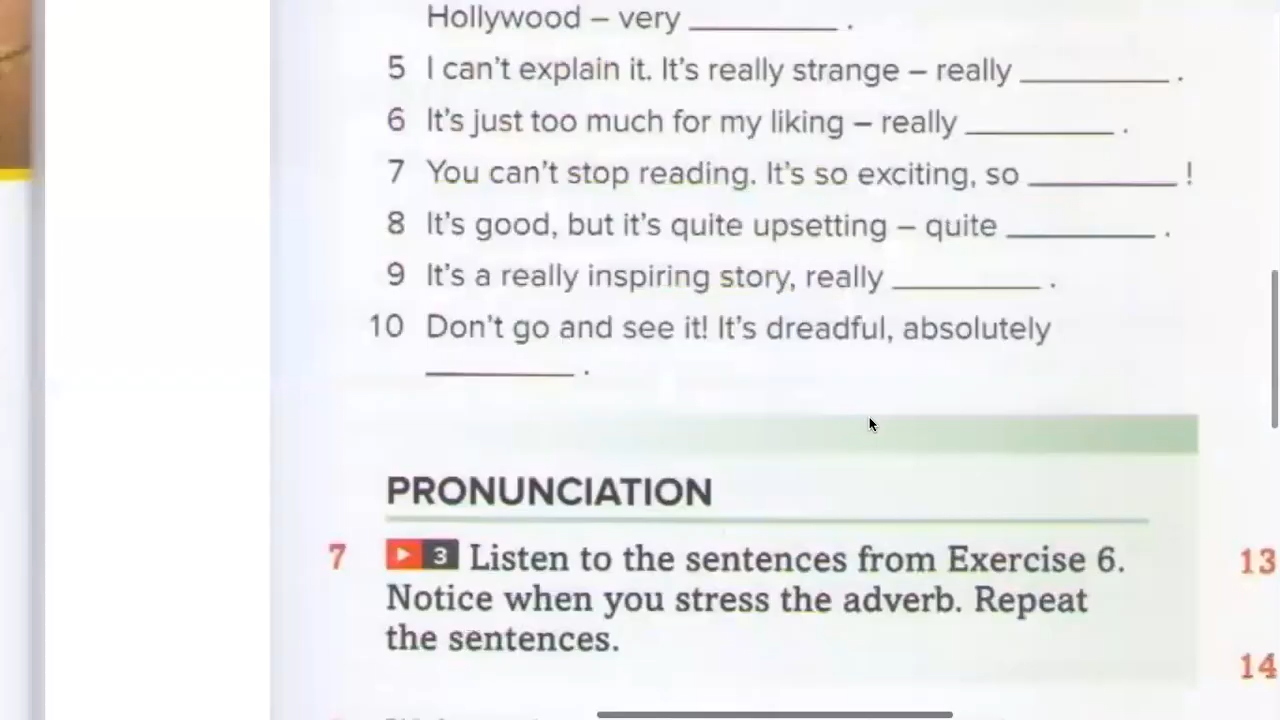 Hollywood – very __________ .
5 I can't explain it. It's really strange – really __________ .
6 It's just too much for my liking – really __________ .
7 You can't stop reading. It's so exciting, so __________ !
8 It's good, but it's quite upsetting – quite __________ .
9 It's a really inspiring story, really __________ .
10 Don't go and see it! It's dreadful, absolutely
__________ .
PRONUNCIATION
7 3 Listen to the sentences from Exercise 6.
Notice when you stress the adverb. Repeat
the sentences.
13
14